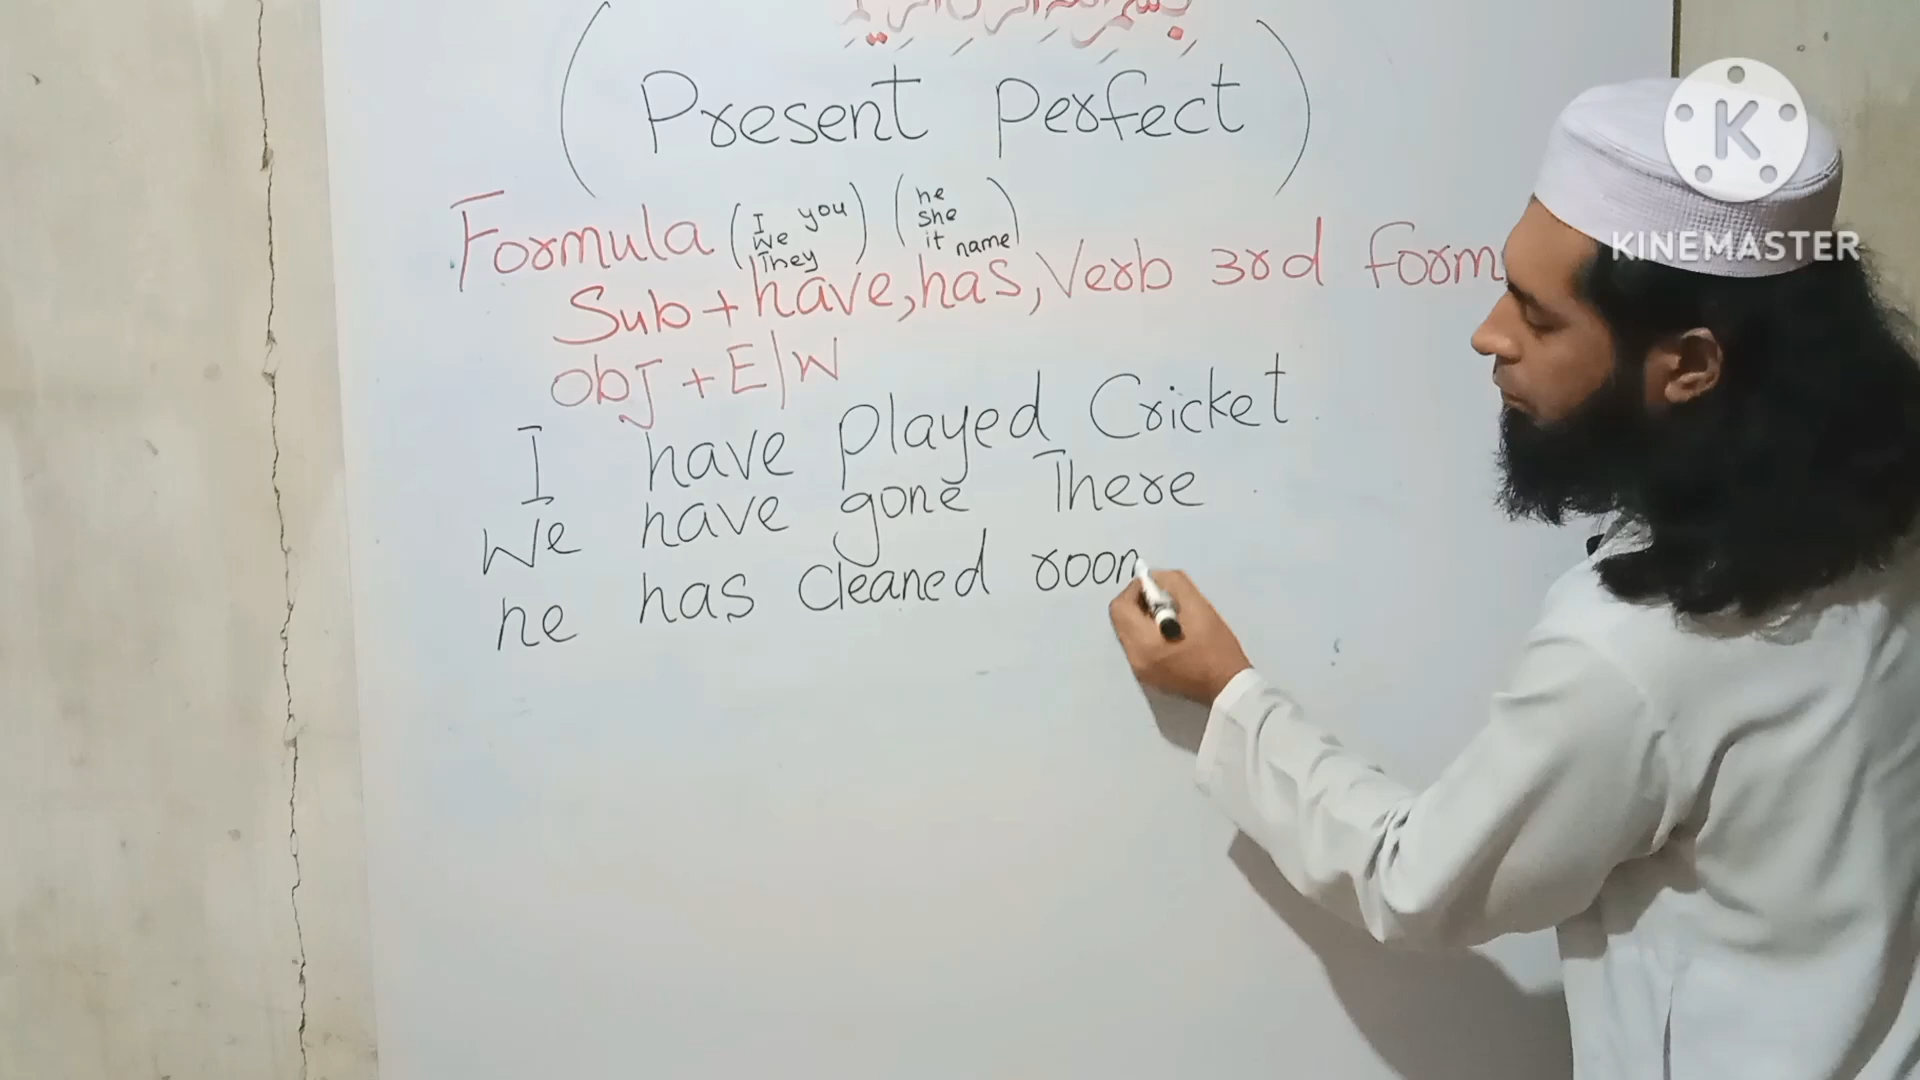 (Present Perfect)
Formula (I you We They) (he she it name)
Sub + have, has, Verb 3rd form
Obj + E/W
I have played Cricket.
We have gone There.
he has cleaned room
K
KINEMASTER